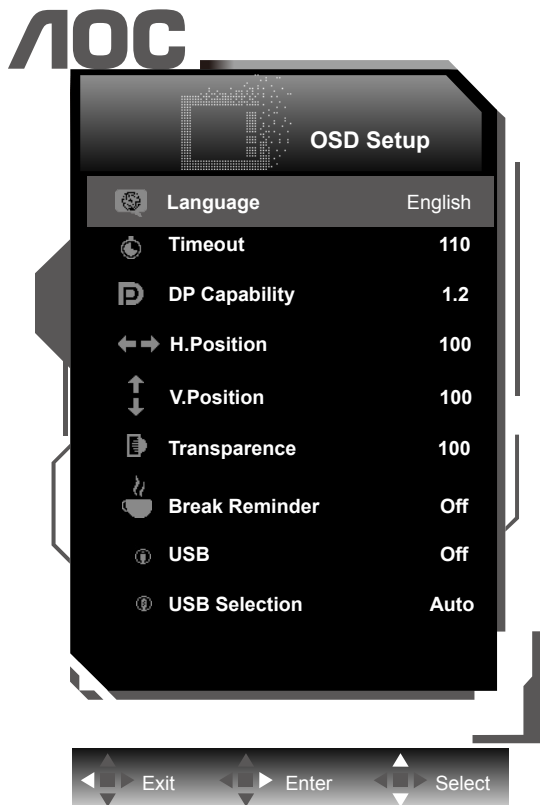 AOC
OSD Setup
Language English
Timeout 110
DP Capability 1.2
H.Position 100
V.Position 100
Transparence 100
Break Reminder Off
USB Off
USB Selection Auto
Exit Enter Select